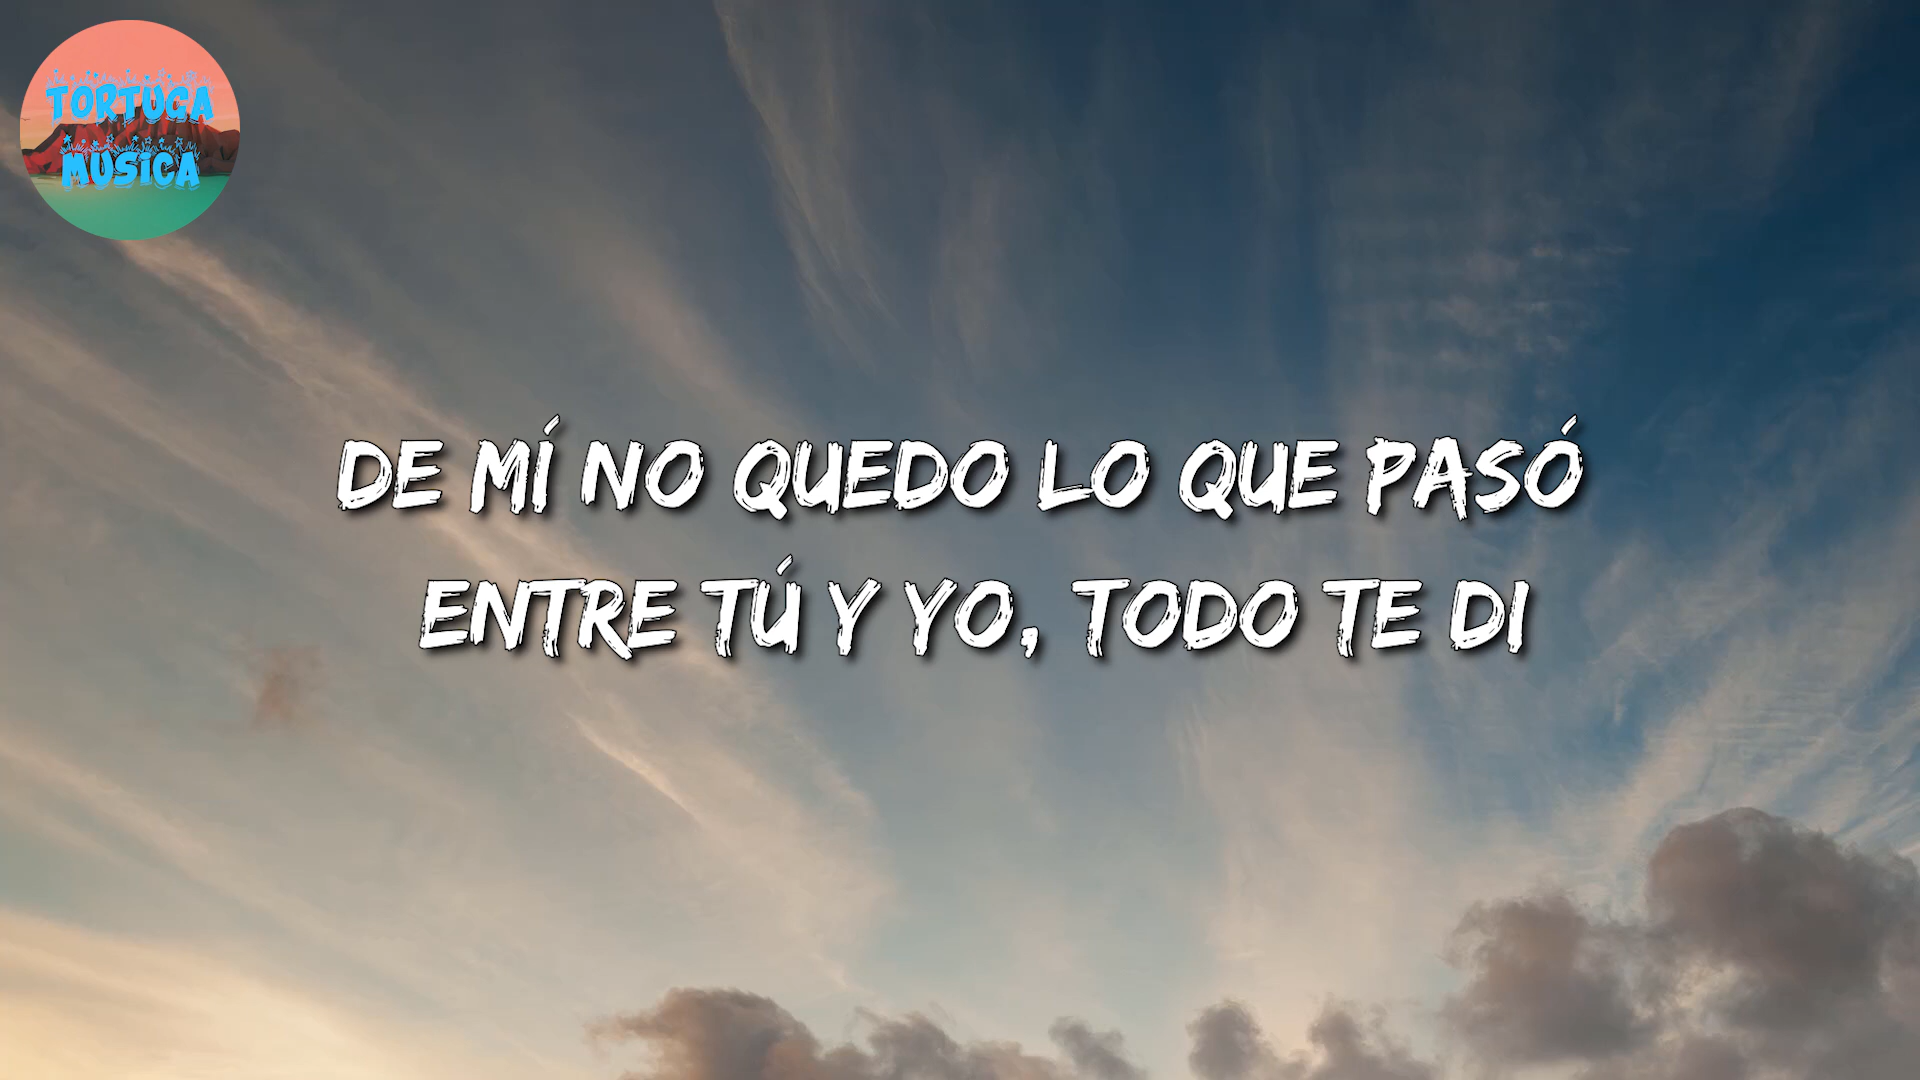 TORTUGA
MUSICA
DE MÍ NO QUEDO LO QUE PASÓ
ENTRE TÚ Y YO, TODO TE DI